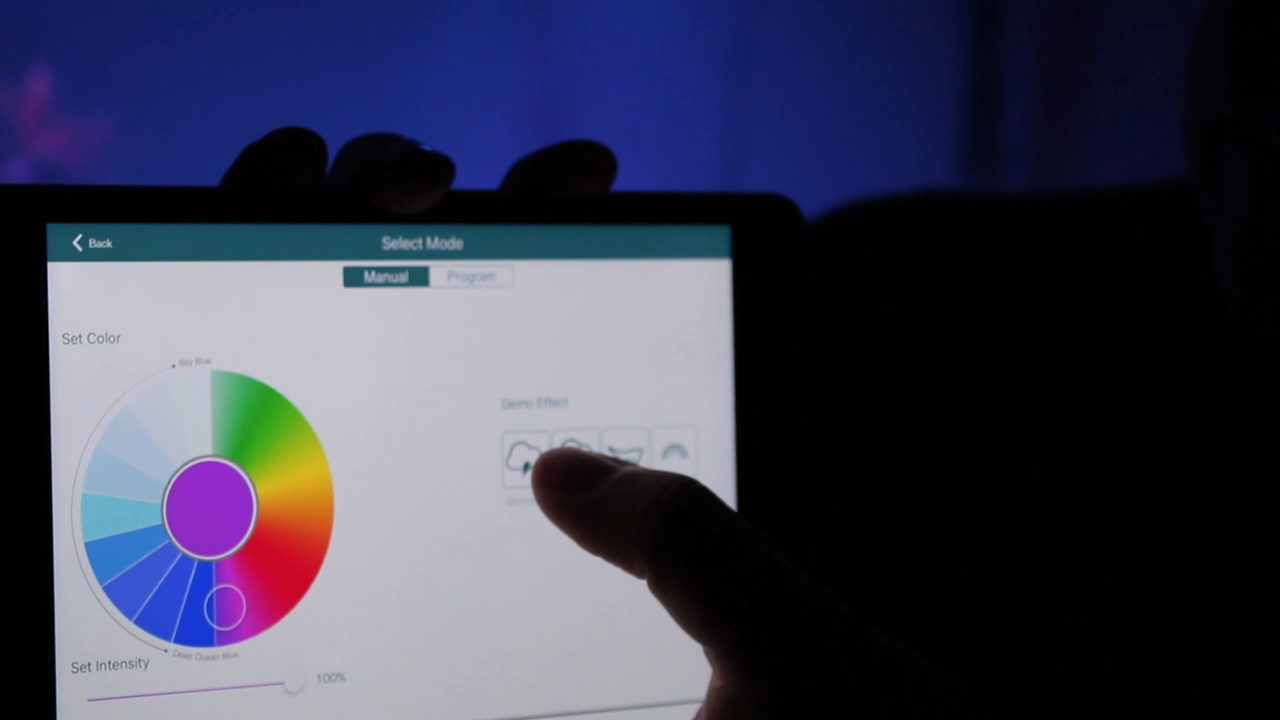 Back
Select Mode
Manual
Program
Set Color
Sky Blue
Demo Effect
Deep Ocean Blue
Set Intensity
100%